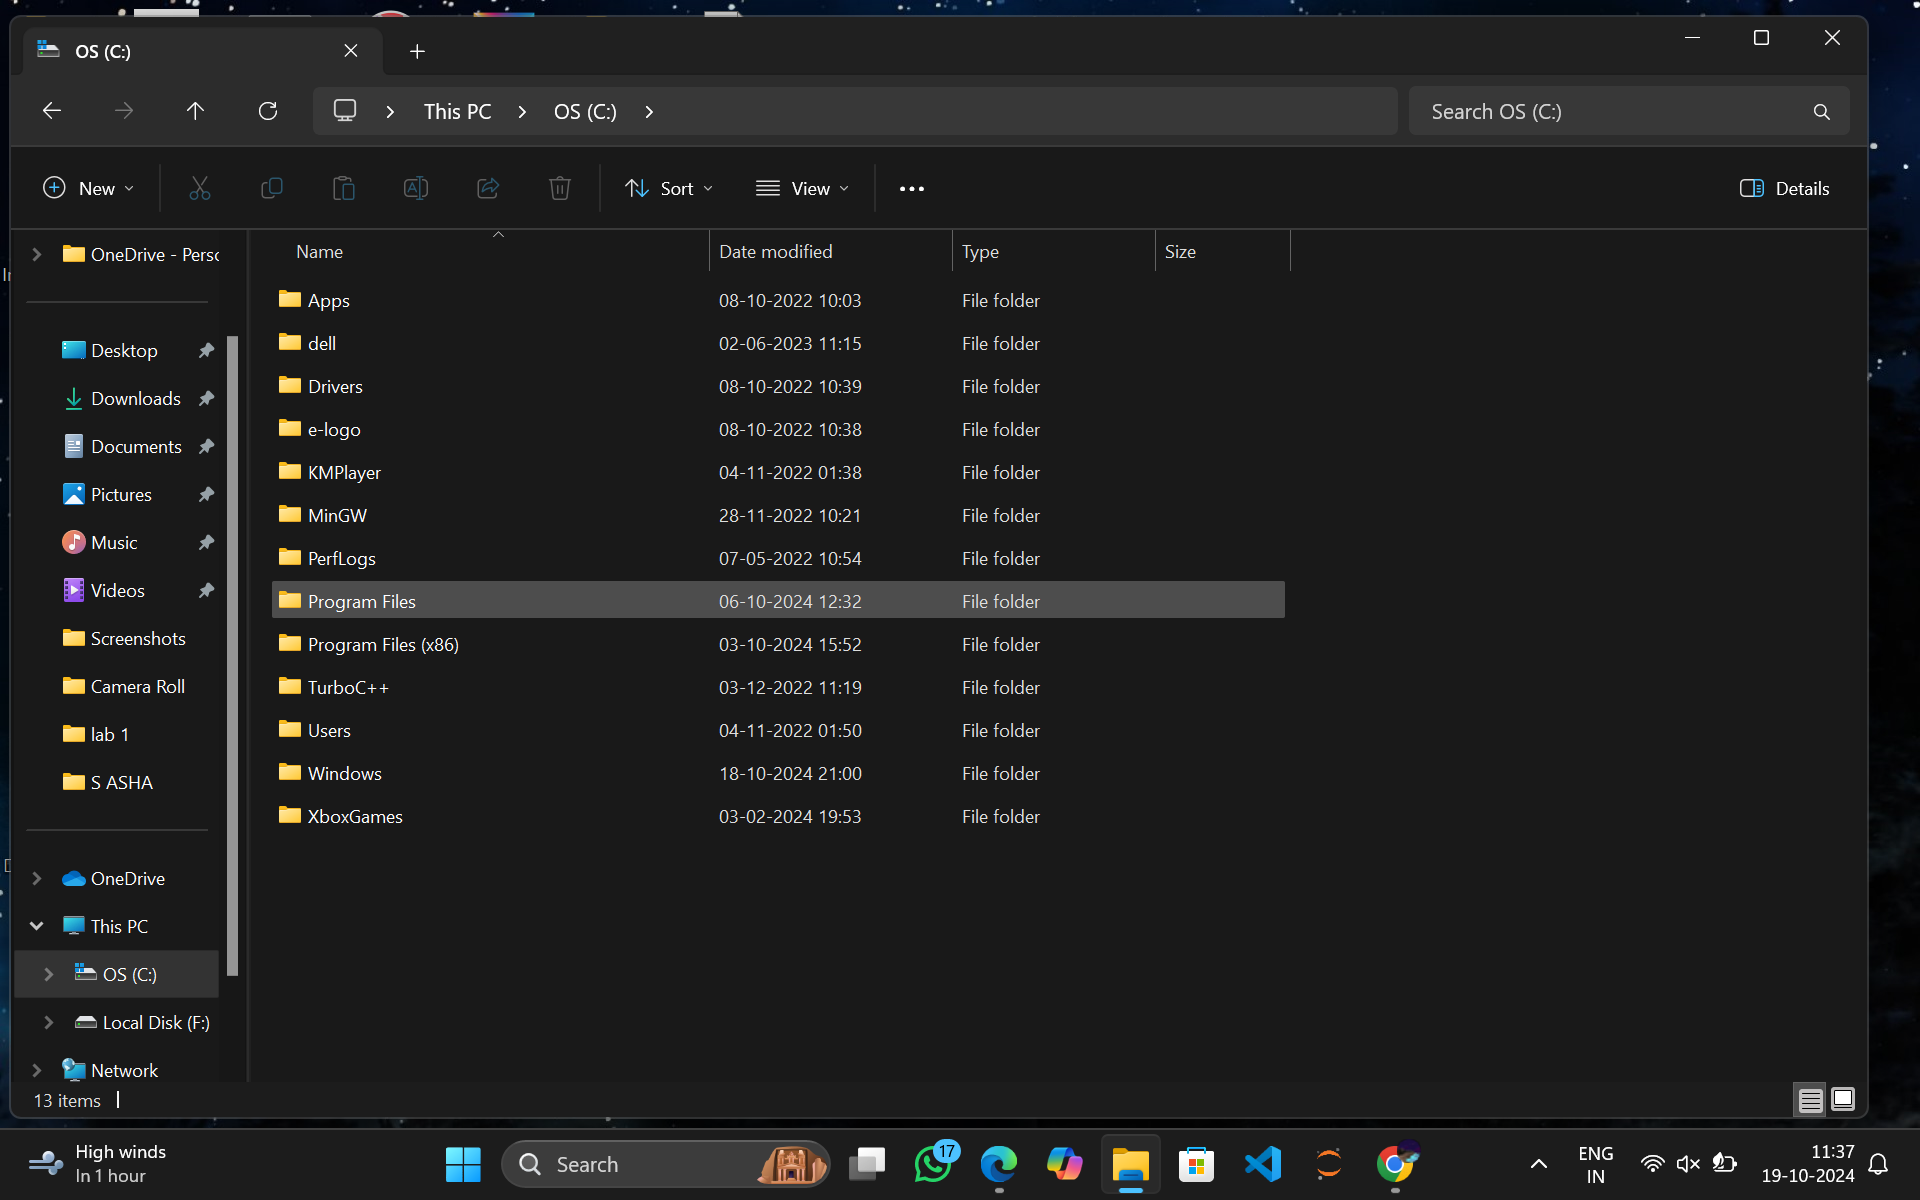 OS (C:)
This PC
OS (C:)
Search OS (C:)
New
Sort
View
Details
OneDrive - Perso
Desktop
Downloads
Documents
Pictures
Music
Videos
Screenshots
Camera Roll
lab 1
S ASHA
OneDrive
This PC
OS (C:)
Local Disk (F:)
Network
Name Date modified Type Size
Apps 08-10-2022 10:03 File folder
dell 02-06-2023 11:15 File folder
Drivers 08-10-2022 10:39 File folder
e-logo 08-10-2022 10:38 File folder
KMPlayer 04-11-2022 01:38 File folder
MinGW 28-11-2022 10:21 File folder
PerfLogs 07-05-2022 10:54 File folder
Program Files 06-10-2024 12:32 File folder
Program Files (x86) 03-10-2024 15:52 File folder
TurboC++ 03-12-2022 11:19 File folder
Users 04-11-2022 01:50 File folder
Windows 18-10-2024 21:00 File folder
XboxGames 03-02-2024 19:53 File folder
13 items
High winds
In 1 hour
Search
17
ENG
IN
11:37
19-10-2024